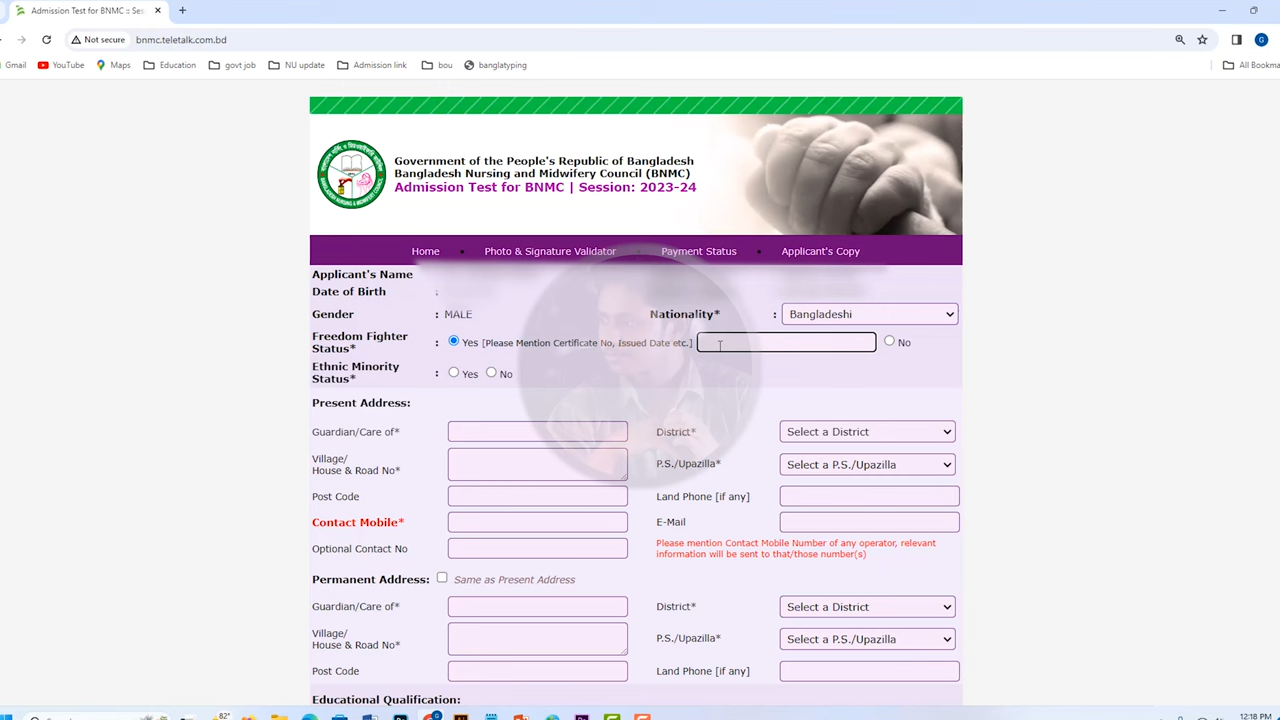 Admission Test for BNMC :: Ses
Not secure bnmc.teletalk.com.bd
Gmail YouTube Maps Education govt job NU update Admission link bou banglatyping All Bookma
Government of the People's Republic of Bangladesh
Bangladesh Nursing and Midwifery Council (BNMC)
Admission Test for BNMC | Session: 2023-24
Home • Photo & Signature Validator Payment Status • Applicant's Copy
Applicant's Name
Date of Birth :
Gender : MALE Nationality* : Bangladeshi
Freedom Fighter
Status* : Yes [Please Mention Certificate No, Issued Date etc.] No
Ethnic Minority
Status* : Yes No
Present Address:
Guardian/Care of* District* Select a District
Village/
House & Road No* P.S./Upazilla* Select a P.S./Upazilla
Post Code Land Phone [if any]
Contact Mobile* E-Mail
Please mention Contact Mobile Number of any operator, relevant
Optional Contact No information will be sent to that/those number(s)
Permanent Address: Same as Present Address
Guardian/Care of* District* Select a District
Village/
House & Road No* P.S./Upazilla* Select a P.S./Upazilla
Post Code Land Phone [if any]
Educational Qualification:
82°
12:18 PM